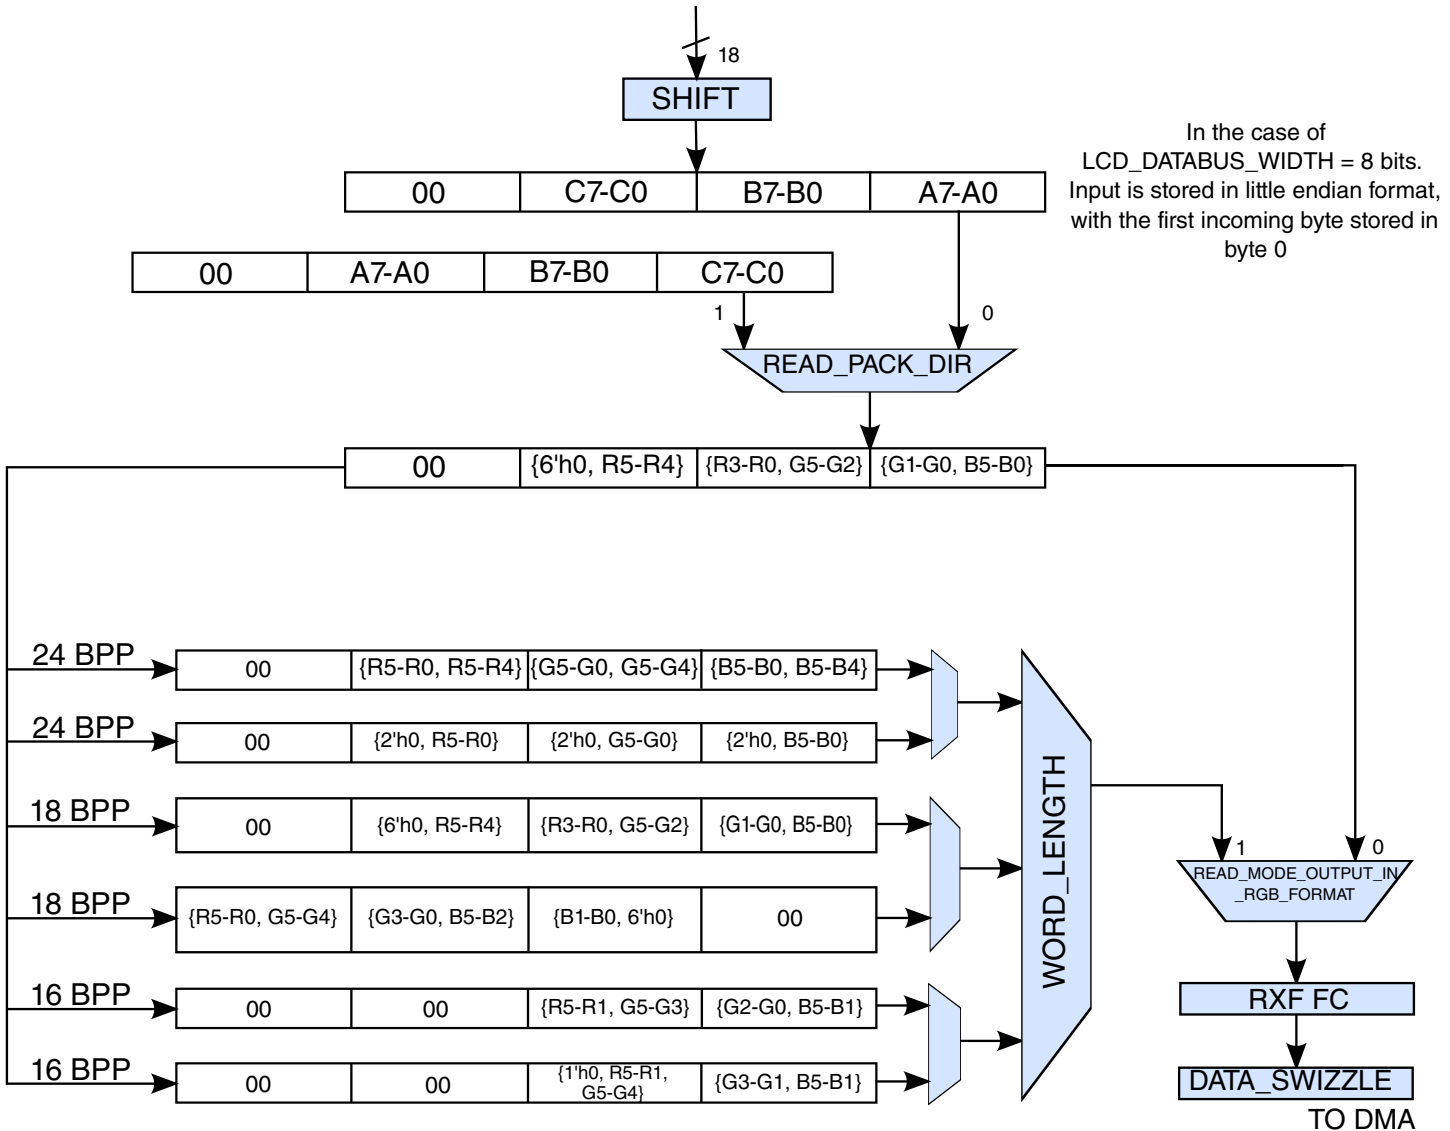 18
SHIFT
In the case of
LCD_DATABUS_WIDTH = 8 bits.
Input is stored in little endian format,
with the first incoming byte stored in
byte 0
00 C7-C0 B7-B0 A7-A0
00 A7-A0 B7-B0 C7-C0
1 0
READ_PACK_DIR
00 {6'h0, R5-R4} {R3-R0, G5-G2} {G1-G0, B5-B0}
24 BPP 00 {R5-R0, R5-R4} {G5-G0, G5-G4} {B5-B0, B5-B4}
24 BPP 00 {2'h0, R5-R0} {2'h0, G5-G0} {2'h0, B5-B0}
18 BPP 00 {6'h0, R5-R4} {R3-R0, G5-G2} {G1-G0, B5-B0}
18 BPP {R5-R0, G5-G4} {G3-G0, B5-B2} {B1-B0, 6'h0} 00
16 BPP 00 00 {R5-R1, G5-G3} {G2-G0, B5-B1}
16 BPP 00 00 {1'h0, R5-R1,
G5-G4} {G3-G1, B5-B1}
WORD_LENGTH
1 0
READ_MODE_OUTPUT_IN
_RGB_FORMAT
RXF FC
DATA_SWIZZLE
TO DMA